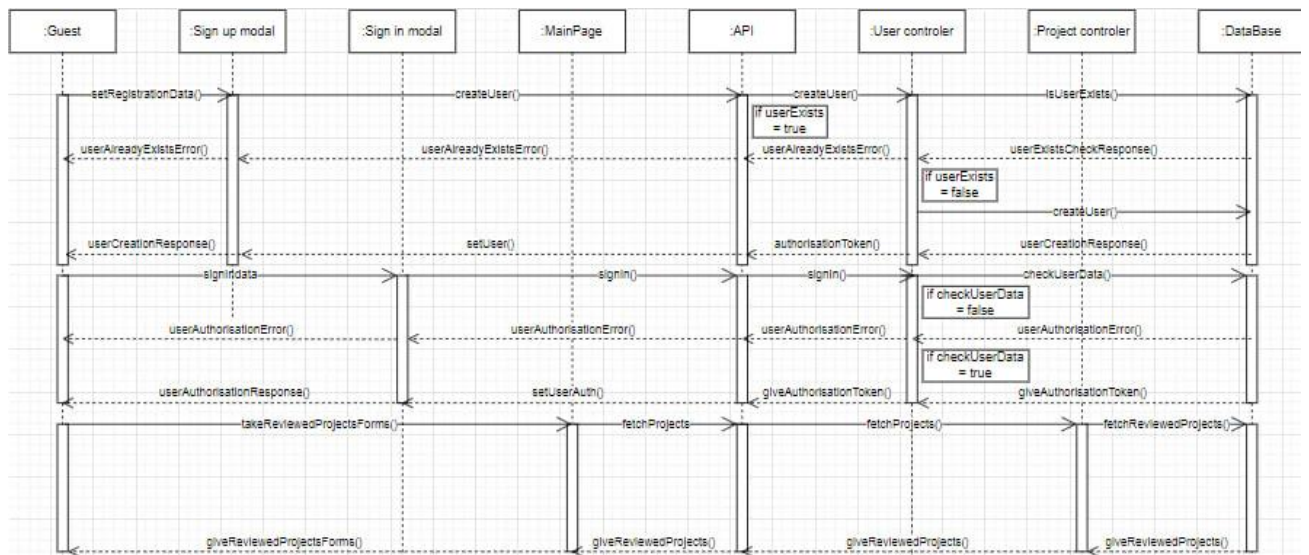 :Guest
:Sign up modal
:Sign in modal
:MainPage
:API
:User controler
:Project controler
:DataBase
setRegistrationData()
createUser()
createUser()
isUserExists()
if userExists
= true
userAlreadyExistsError()
userAlreadyExistsError()
userAlreadyExistsError()
userExistsCheckResponse()
if userExists
= false
createUser()
userCreationResponse()
setUser()
authorisationToken()
userCreationResponse()
signIndata
signIn()
signIn()
checkUserData()
if checkUserData
= false
userAuthorisationError()
userAuthorisationError()
userAuthorisationError()
userAuthorisationError()
if checkUserData
= true
userAuthorisationResponse()
setUserAuth()
giveAuthorisationToken()
giveAuthorisationToken()
takeReviewedProjectsForms()
fetchProjects()
fetchProjects()
fetchReviewedProjects()
giveReviewedProjectsForms()
giveReviewedProjects()
giveReviewedProjects()
giveReviewedProjects()